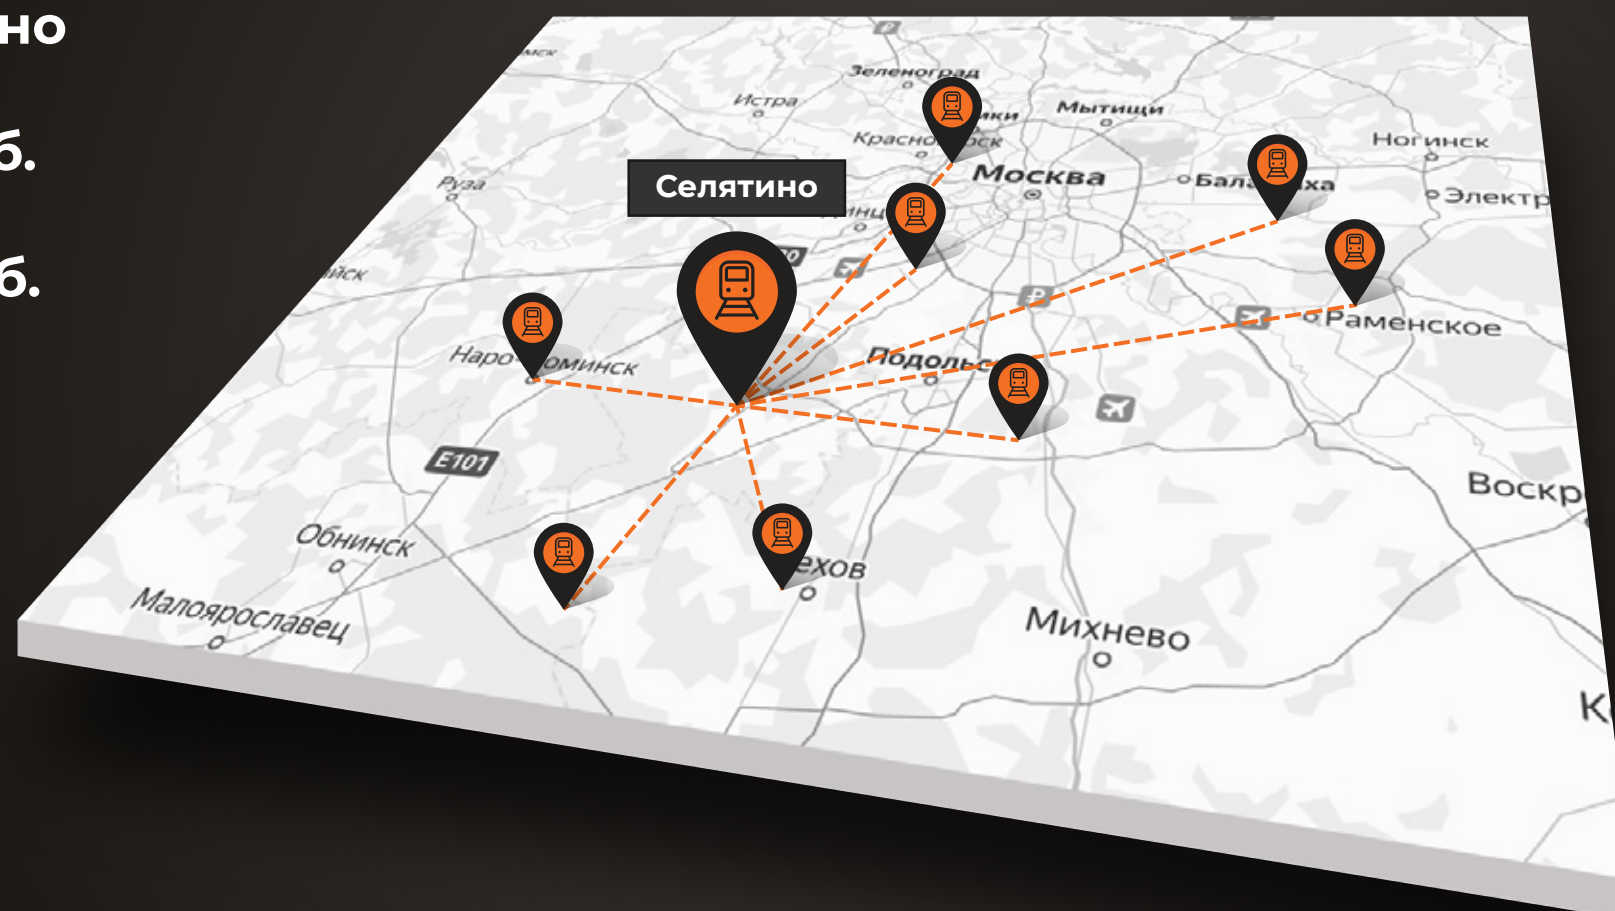 но
б.
б.
Зеленоград
Истра
Мытищи
Ногинск
Москва
Руза
Селятино
Электр
Раменское
Подольс
E101
Воскр
Обнинск
ехов
Малоярославец
Михнево